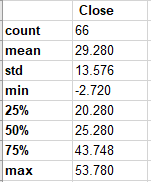 Close
count 66
mean 29.280
std 13.576
min -2.720
25% 20.280
50% 25.280
75% 43.748
max 53.780